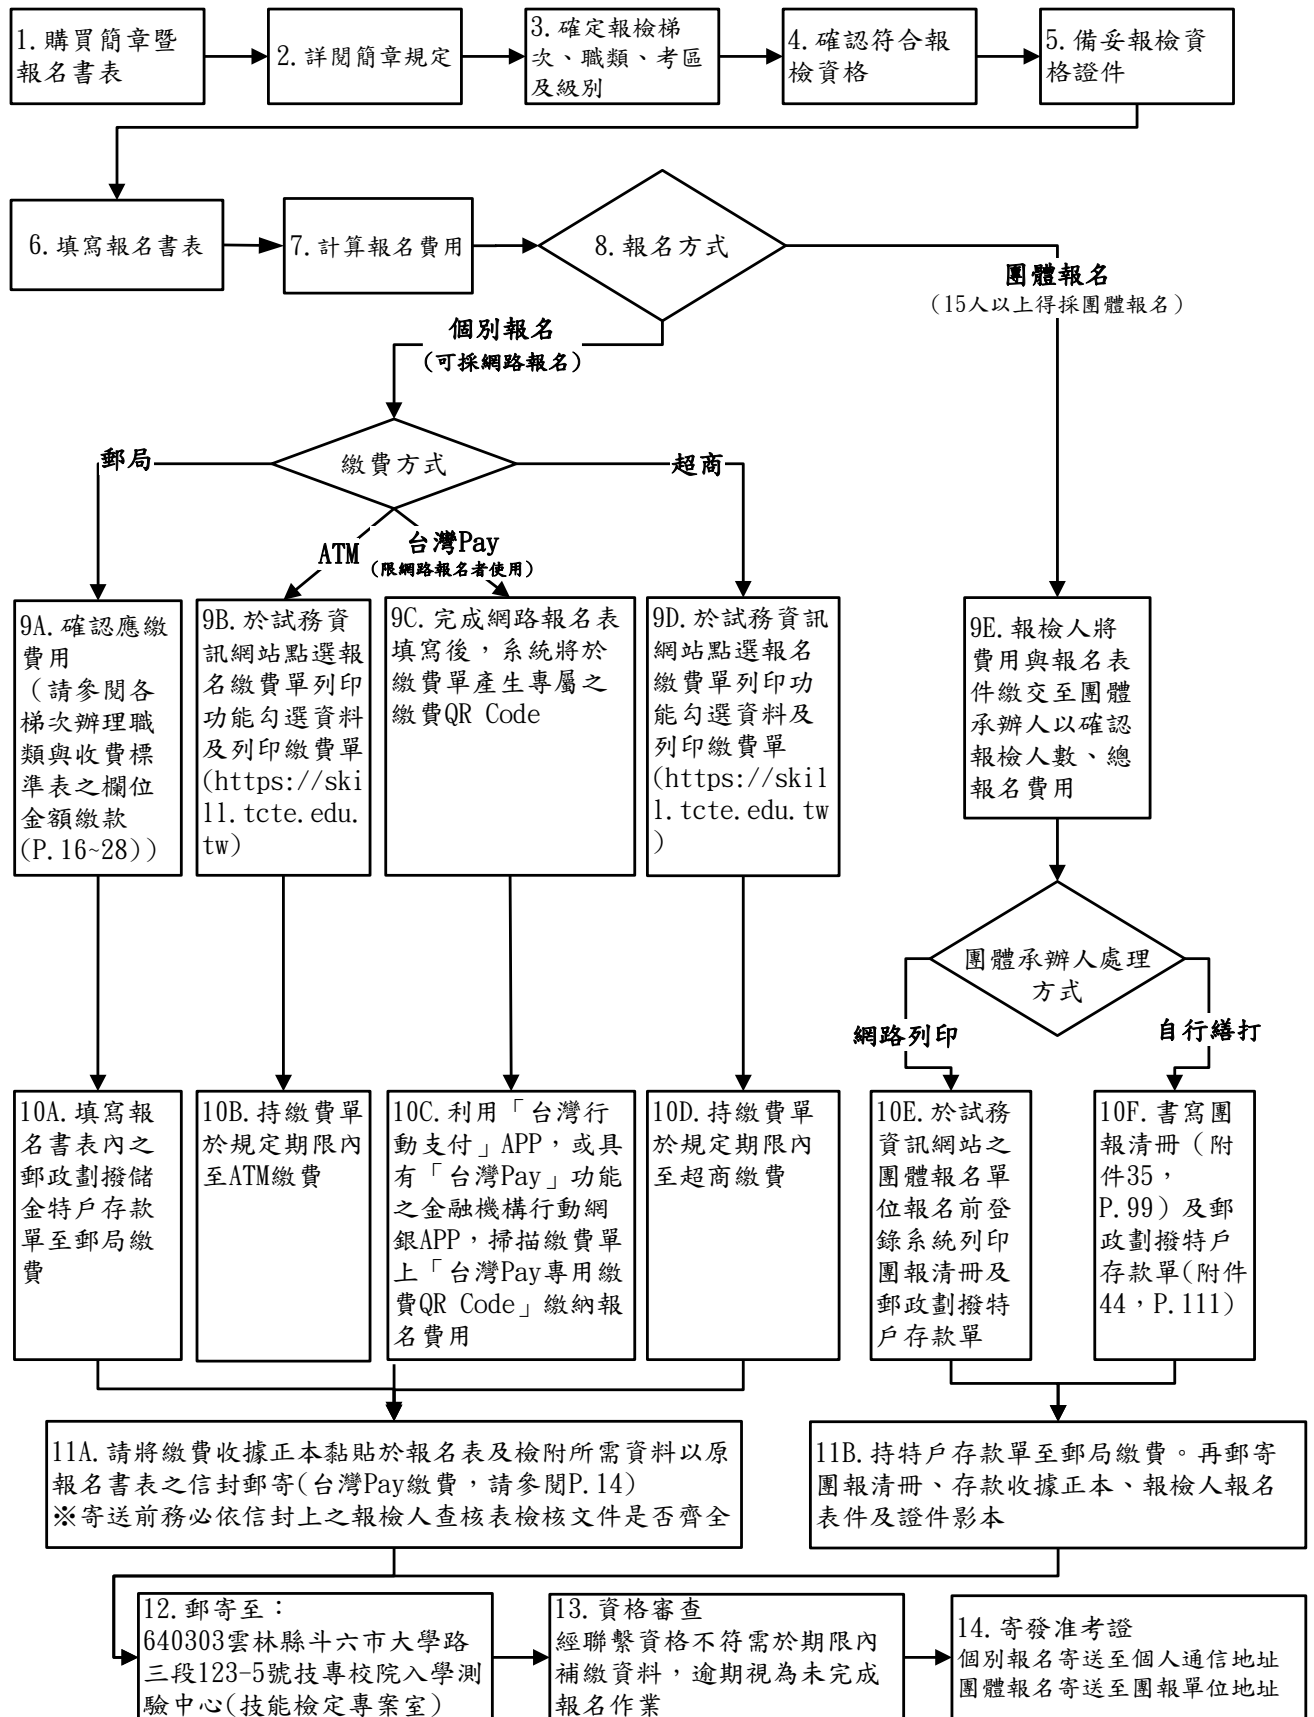 1.購買簡章暨
報名書表
2.詳閱簡章規定
3.確定報檢梯
次、職類、考區
及級別
4.確認符合報
檢資格
5.備妥報檢資
格證件
6.填寫報名書表
7.計算報名費用
8.報名方式
團體報名
（15人以上得採團體報名）
個別報名
（可採網路報名）
繳費方式
郵局
超商
ATM
台灣Pay
（限網路報名者使用）
9A.確認應繳
費用
（請參閱各
梯次辦理職
類與收費標
準表之欄位
金額繳款
(P.16~28))
9B.於試務資
訊網站點選報
名繳費單列印
功能勾選資料
及列印繳費單
(https://ski
ll.tcte.edu.
tw)
9C.完成網路報名表
填寫後，系統將於
繳費單產生專屬之
繳費QR Code
9D.於試務資訊
網站點選報名
繳費單列印功
能勾選資料及
列印繳費單
(https://skil
l.tcte.edu.tw
)
9E.報檢人將
費用與報名表
件繳交至團體
承辦人以確認
報檢人數、總
報名費用
團體承辦人處理
方式
網路列印
自行繕打
10A.填寫報
名書表內之
郵政劃撥儲
金特戶存款
單至郵局繳
費
10B.持繳費單
於規定期限內
至ATM繳費
10C.利用「台灣行
動支付」APP，或具
有「台灣Pay」功能
之金融機構行動網
銀APP，掃描繳費單
上「台灣Pay專用繳
費QR Code」繳納報
名費用
10D.持繳費單
於規定期限內
至超商繳費
10E.於試務
資訊網站之
團體報名單
位報名前登
錄系統列印
團報清冊及
郵政劃撥特
戶存款單
10F.書寫團
報清冊（附
件35，
P.99）及郵
政劃撥特戶
存款單(附件
44，P.111)
11A.請將繳費收據正本黏貼於報名表及檢附所需資料以原
報名書表之信封郵寄(台灣Pay繳費，請參閱P.14)
※寄送前務必依信封上之報檢人查核表檢核文件是否齊全
11B.持特戶存款單至郵局繳費。再郵寄
團報清冊、存款收據正本、報檢人報名
表件及證件影本
12.郵寄至：
640303雲林縣斗六市大學路
三段123-5號技專校院入學測
驗中心(技能檢定專案室)
13.資格審查
經聯繫資格不符需於期限內
補繳資料，逾期視為未完成
報名作業
14.寄發准考證
個別報名寄送至個人通信地址
團體報名寄送至團報單位地址